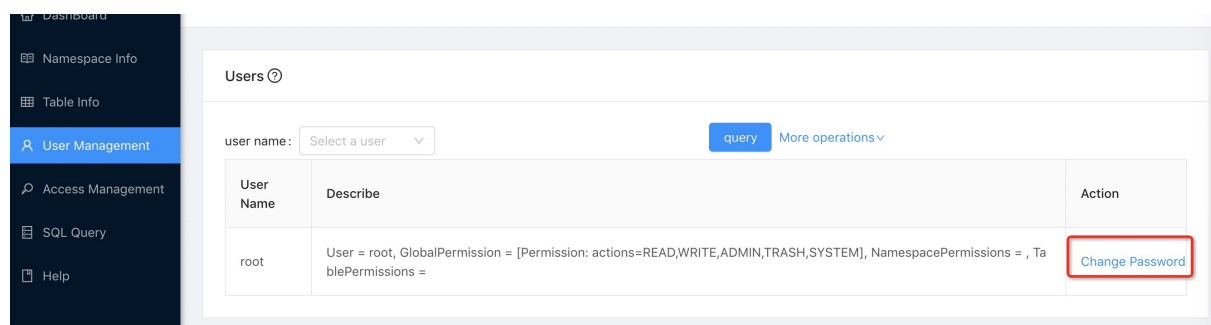 DashBoard
Namespace Info
Table Info
User Management
Access Management
SQL Query
Help
Users
user name :
Select a user
query
More operations
User
Name
Describe
Action
root
User = root, GlobalPermission = [Permission: actions=READ,WRITE,ADMIN,TRASH,SYSTEM], NamespacePermissions = , Ta
blePermissions =
Change Password